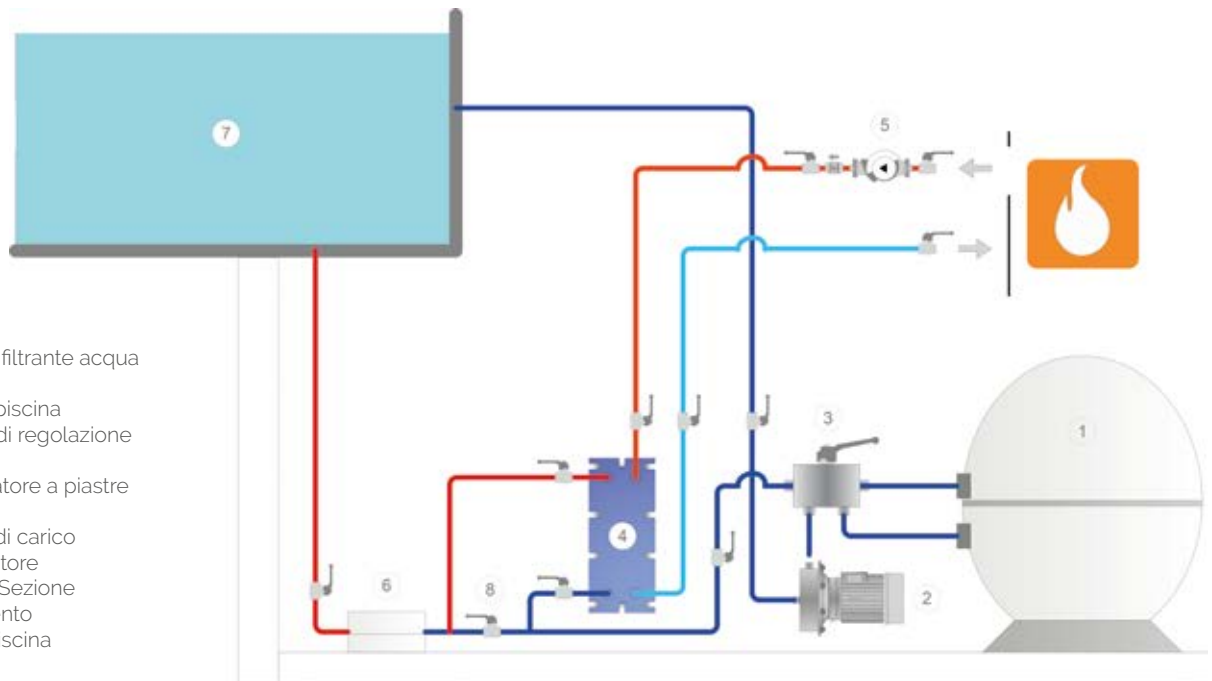 7
5
filtrante acqua
piscina
di regolazione
3
1
atore a piastre
4
di carico
tore
6
8
2
Sezione
nto
scina